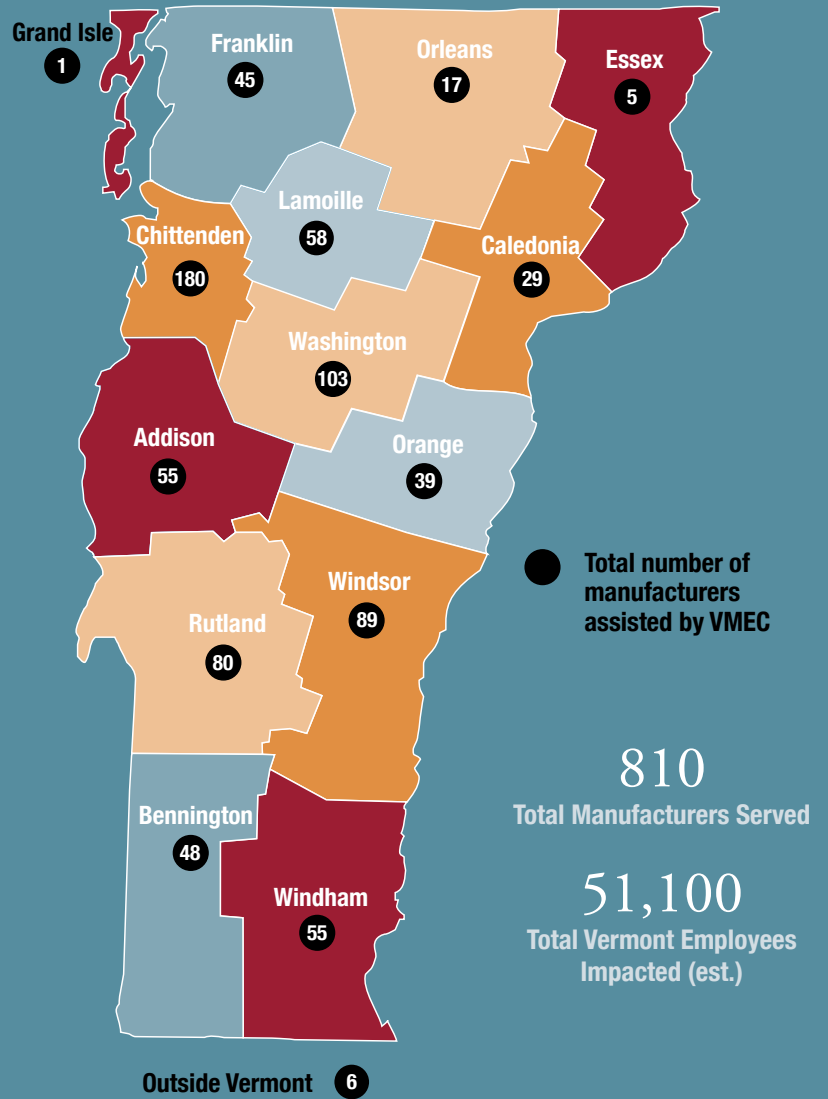 Grand Isle
1
Franklin
45
Orleans
17
Essex
5
Lamoille
58
Chittenden
180
Caledonia
29
Washington
103
Addison
55
Orange
39
Windsor
89
Rutland
80
Total number of
manufacturers
assisted by VMEC
810
Total Manufacturers Served
Bennington
48
Windham
55
51,100
Total Vermont Employees
Impacted (est.)
Outside Vermont 6